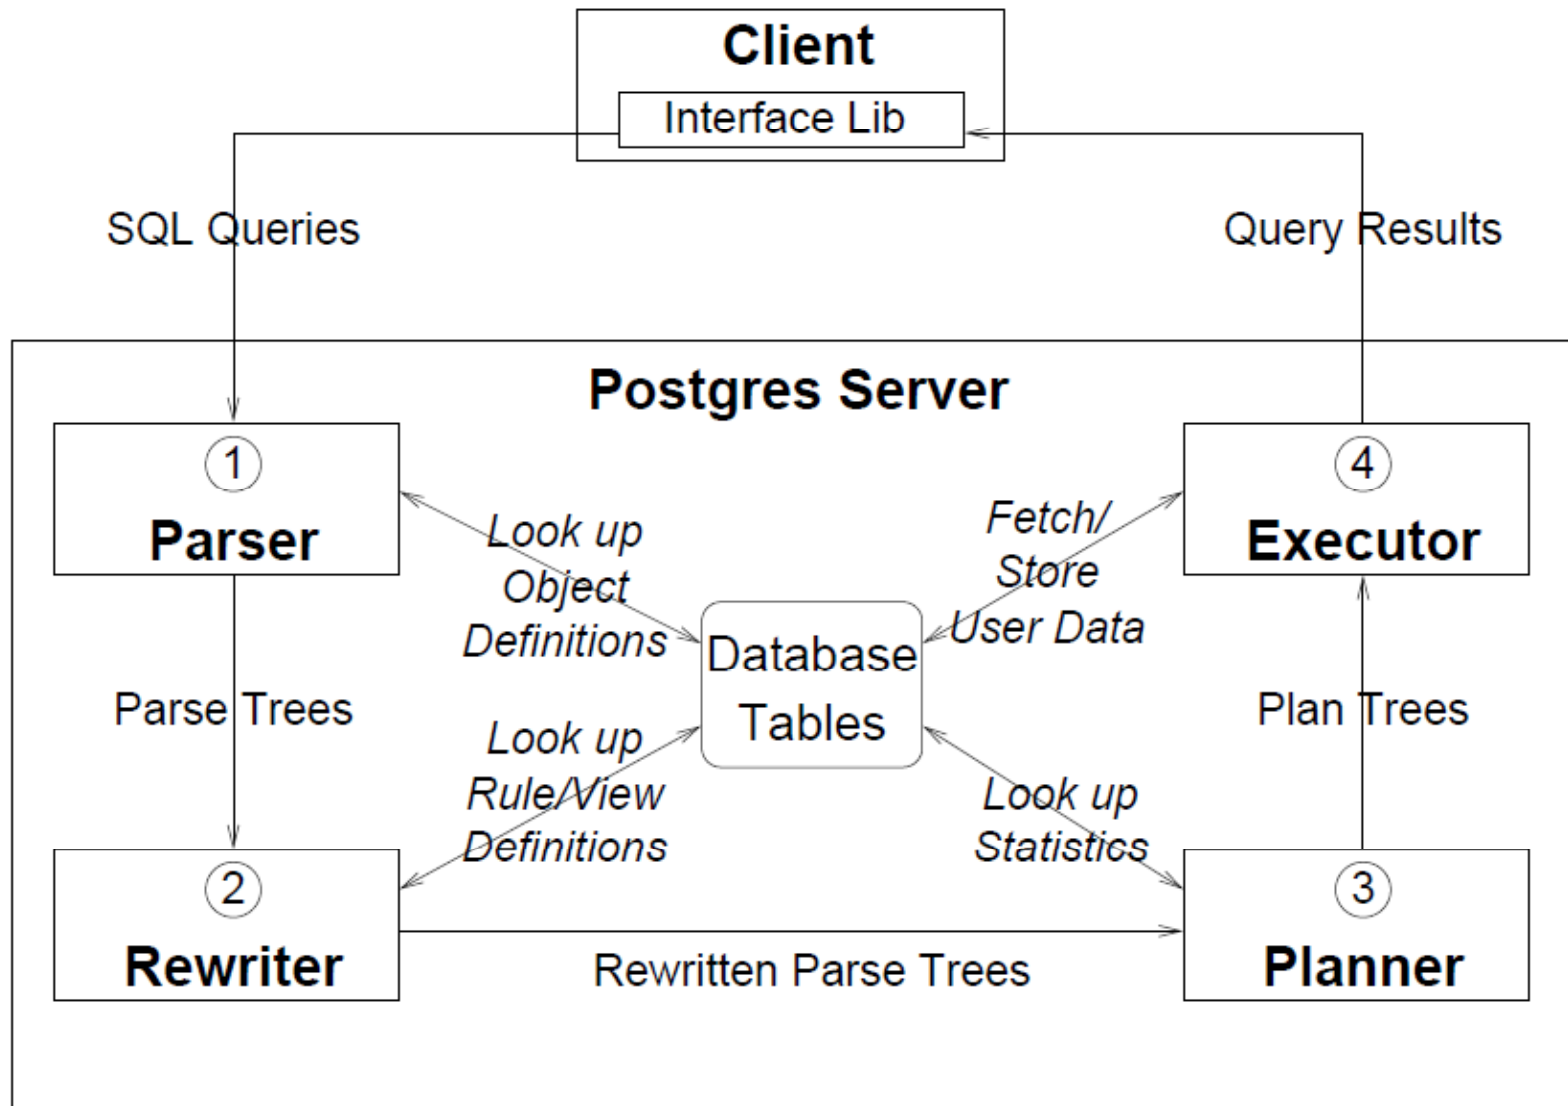 Client
Interface Lib
SQL Queries
Query Results
Postgres Server
1
Parser
4
Executor
Look up
Object
Definitions
Fetch/
Store
User Data
Database
Tables
Parse Trees
Plan Trees
Look up
Rule/View
Definitions
Look up
Statistics
2
Rewriter
3
Planner
Rewritten Parse Trees